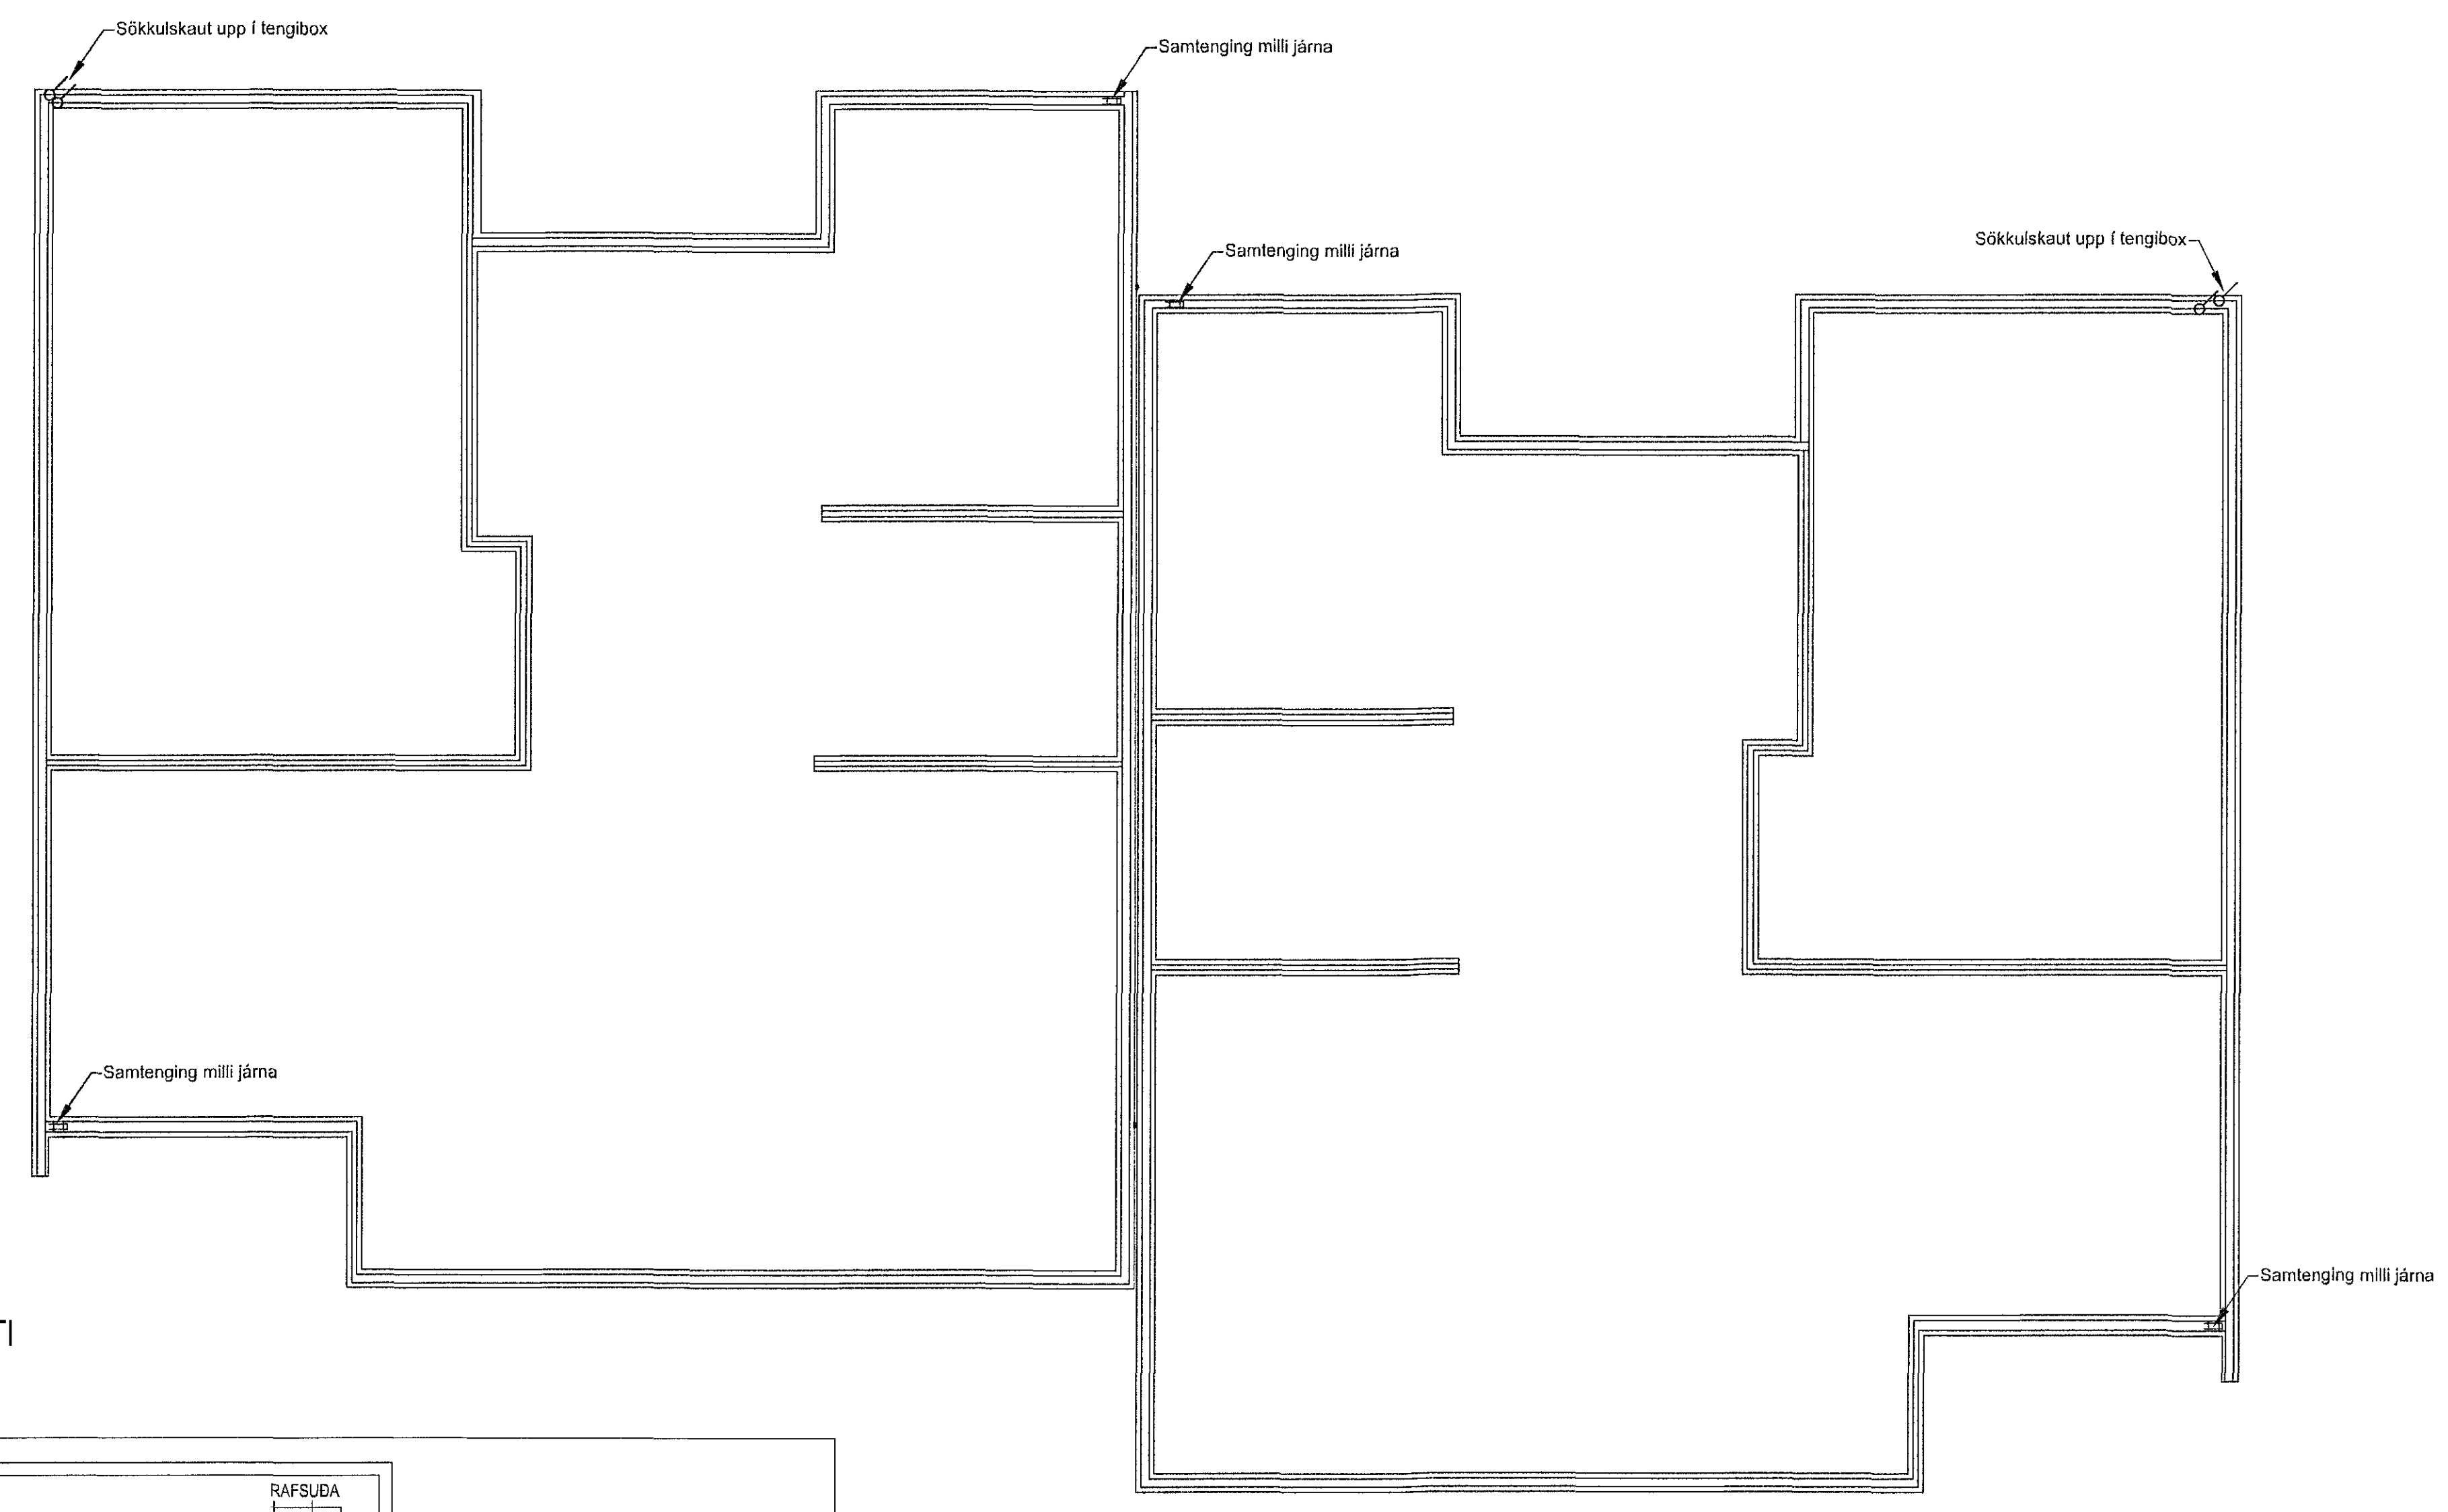 Sökkulskaut upp í tengibox
Samtenging milli járna
Samtenging milli járna
Sökkulskaut upp í tengibox
Samtenging milli járna
Samtenging milli járna
RAFSUÐA